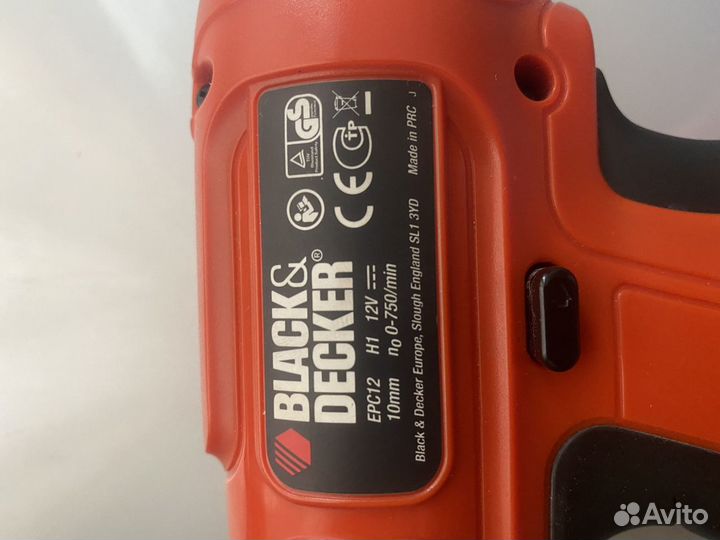 BLACK&
DECKER®
EPC12 H1 12V
10mm n0 0-750/min
Black & Decker Europe, Slough England SL1 3YD Made in PRC J
GS
CE
Avito